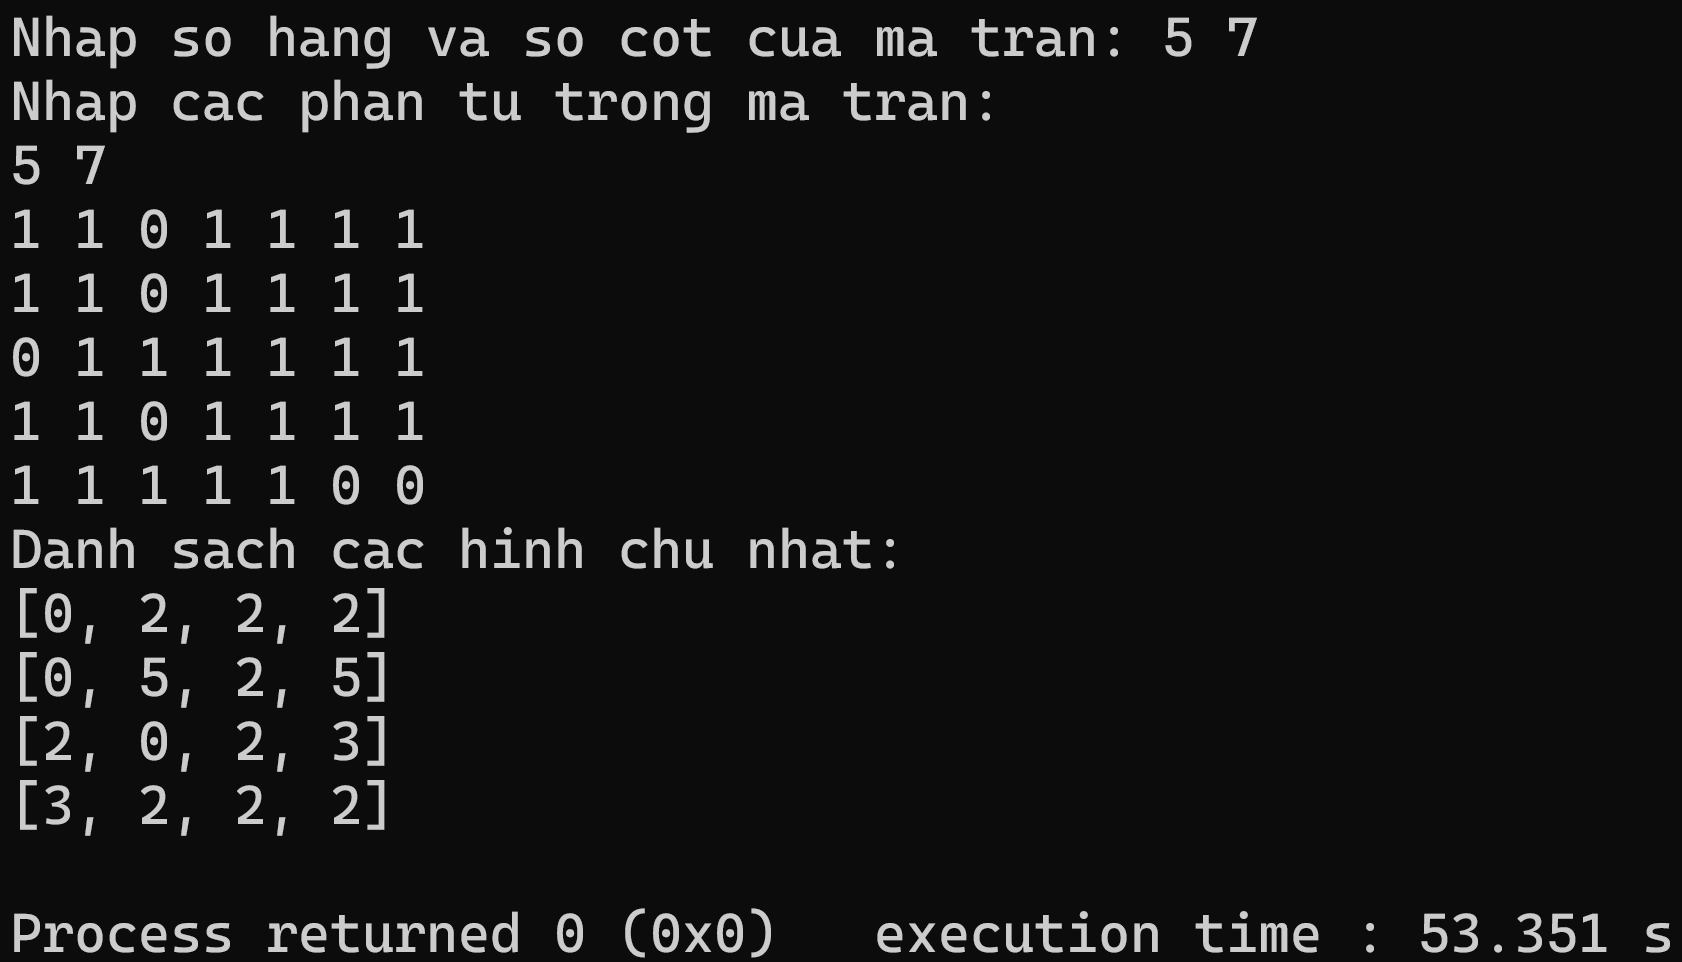 Nhap so hang va so cot cua ma tran: 5 7
Nhap cac phan tu trong ma tran:
5 7
1 1 0 1 1 1 1
1 1 0 1 1 1 1
0 1 1 1 1 1 1
1 1 0 1 1 1 1
1 1 1 1 1 0 0
Danh sach cac hinh chu nhat:
[0, 2, 2, 2]
[0, 5, 2, 5]
[2, 0, 2, 3]
[3, 2, 2, 2]
Process returned 0 (0x0)   execution time : 53.351 s